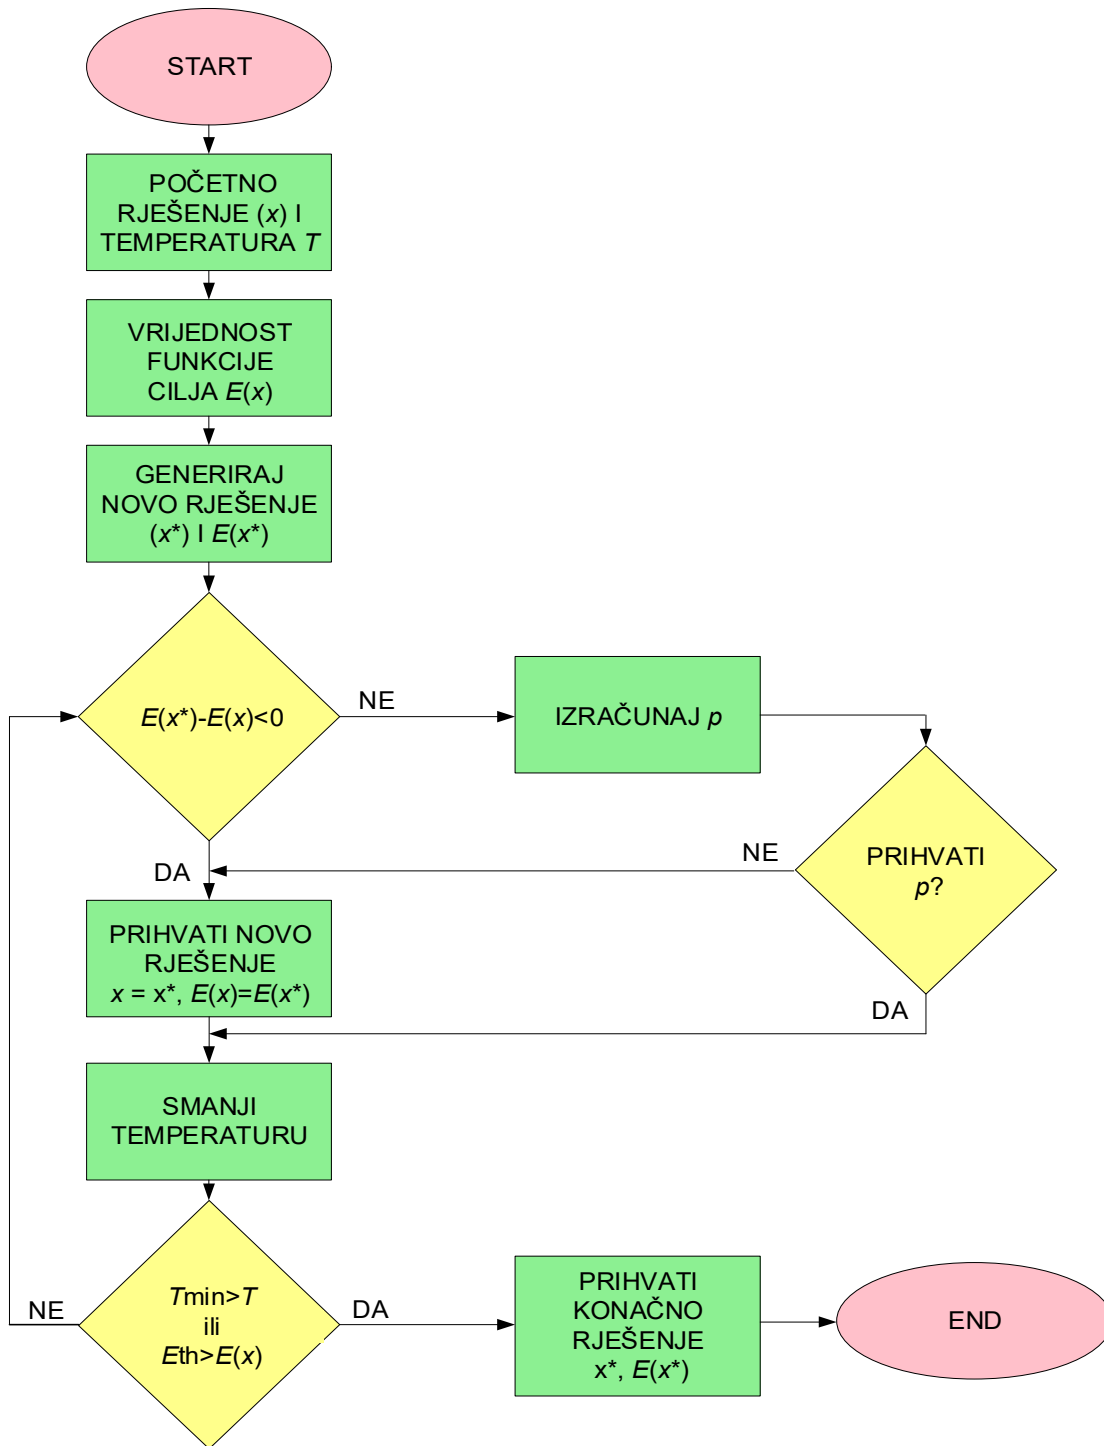 START
POČETNO
RJEŠENJE (x) I
TEMPERATURA T
VRIJEDNOST
FUNKCIJE
CILJA E(x)
GENERIRAJ
NOVO RJEŠENJE
(x*) I E(x*)
E(x*)-E(x)<0
NE
IZRAČUNAJ p
DA
NE
PRIHVATI
p?
PRIHVATI NOVO
RJEŠENJE
x = x*, E(x)=E(x*)
DA
SMANJI
TEMPERATURU
NE
Tmin>T
ili
Eth>E(x)
DA
PRIHVATI
KONAČNO
RJEŠENJE
x*, E(x*)
END